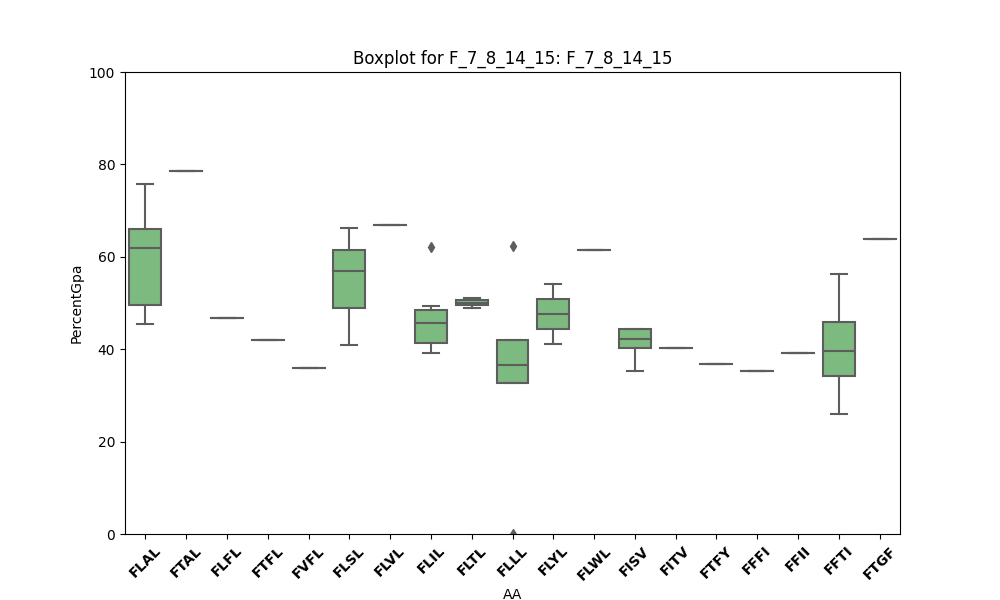 Boxplot for F_7_8_14_15: F_7_8_14_15
PercentGpa
100
80
60
40
20
0
FLAL FTAL FLFL FTFL FVFL FLSL FLVL FLIL FLTL FLLL FLYL FLWL FISV FITV FTFY FFFI FFII FFTI FTGF
AA